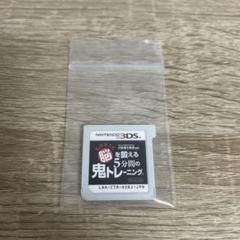 NINTENDO 3DS
脳を鍛える
5分間の
鬼トレーニング
LNA-CTR-ASRJ-JPN